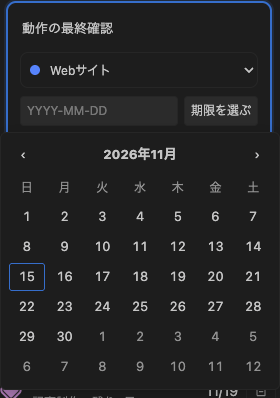 動作の最終確認
Webサイト
YYYY-MM-DD 期限を選ぶ
‹ 2026年11月 ›
日 月 火 水 木 金 土
1 2 3 4 5 6 7
8 9 10 11 12 13 14
15 16 17 18 19 20 21
22 23 24 25 26 27 28
29 30 1 2 3 4 5
6 7 8 9 10 11 12
11/19